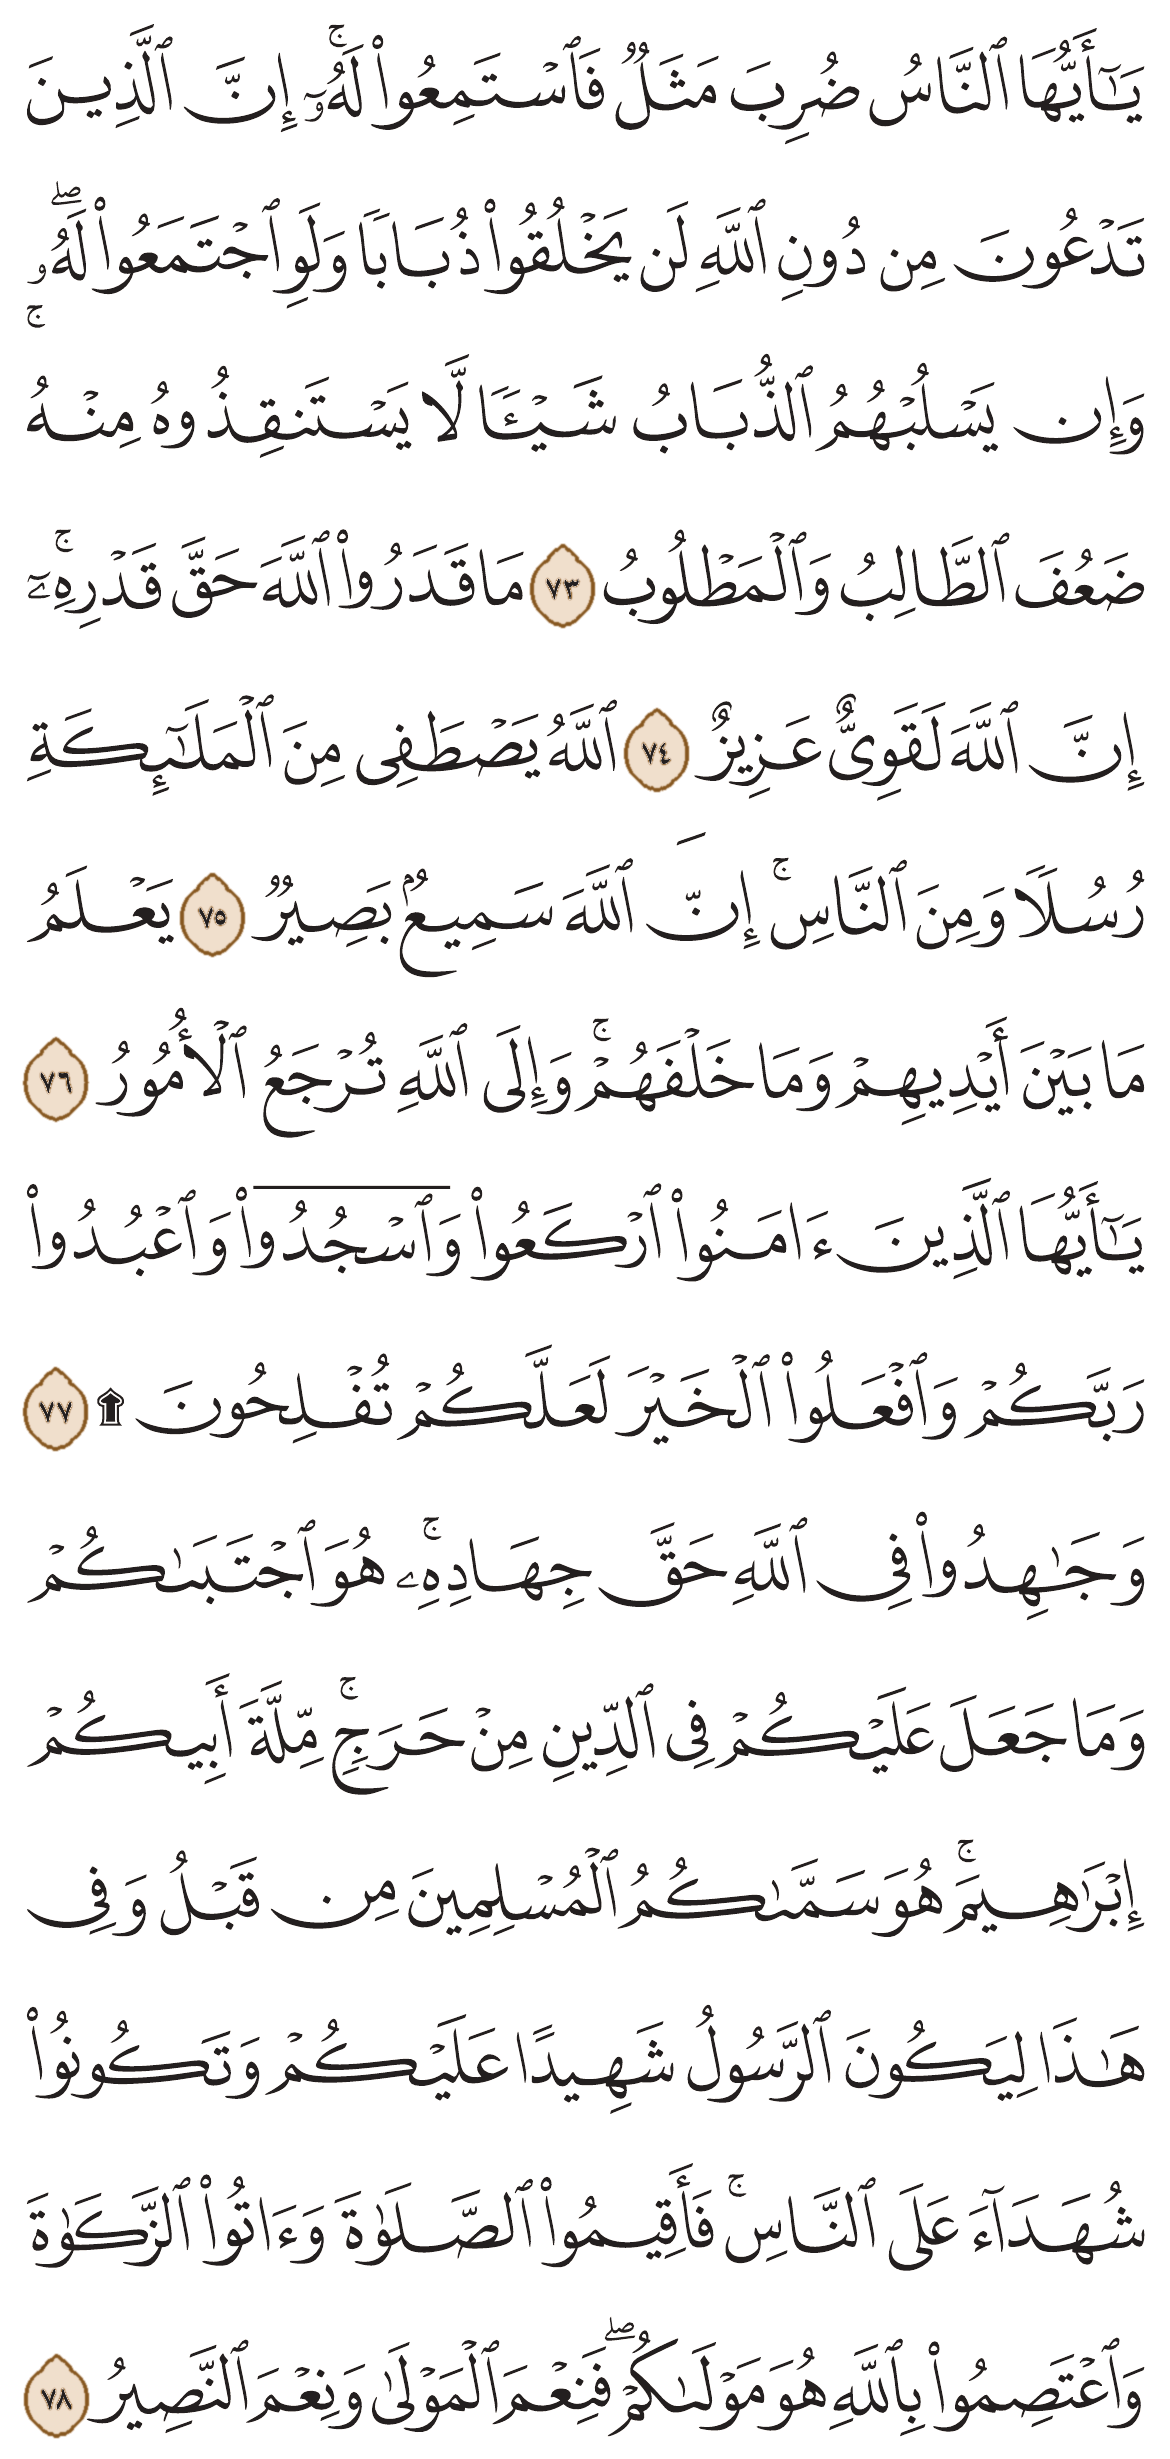 يَـٰٓأَيُّهَا ٱلنَّاسُ ضُرِبَ مَثَلٌ فَٱسْتَمِعُوا۟ لَهُۥٓ ۚ إِنَّ ٱلَّذِينَ
تَدْعُونَ مِن دُونِ ٱللَّهِ لَن يَخْلُقُوا۟ ذُبَابًا وَلَوِ ٱجْتَمَعُوا۟ لَهُۥ ۖ
وَإِن يَسْلُبْهُمُ ٱلذُّبَابُ شَيْـًٔا لَّا يَسْتَنقِذُوهُ مِنْهُ ۚ
ضَعُفَ ٱلطَّالِبُ وَٱلْمَطْلُوبُ ٧٣ مَا قَدَرُوا۟ ٱللَّهَ حَقَّ قَدْرِهِۦٓ ۚ
إِنَّ ٱللَّهَ لَقَوِىٌّ عَزِيزٌ ٧٤ ٱللَّهُ يَصْطَفِى مِنَ ٱلْمَلَـٰٓئِكَةِ
رُسُلًا وَمِنَ ٱلنَّاسِ ۚ إِنَّ ٱللَّهَ سَمِيعٌۢ بَصِيرٌ ٧٥ يَعْلَمُ
مَا بَيْنَ أَيْدِيهِمْ وَمَا خَلْفَهُمْ ۚ وَإِلَى ٱللَّهِ تُرْجَعُ ٱلْأُمُورُ ٧٦
يَـٰٓأَيُّهَا ٱلَّذِينَ ءَامَنُوا۟ ٱرْكَعُوا۟ وَٱسْجُدُوا۟ وَٱعْبُدُوا۟
رَبَّكُمْ وَٱفْعَلُوا۟ ٱلْخَيْرَ لَعَلَّكُمْ تُفْلِحُونَ ۩ ٧٧
وَجَـٰهِدُوا۟ فِى ٱللَّهِ حَقَّ جِهَادِهِۦ ۚ هُوَ ٱجْتَبَىٰكُمْ
وَمَا جَعَلَ عَلَيْكُمْ فِى ٱلدِّينِ مِنْ حَرَجٍ ۚ مِّلَّةَ أَبِيكُمْ
إِبْرَٰهِيمَ ۚ هُوَ سَمَّىٰكُمُ ٱلْمُسْلِمِينَ مِن قَبْلُ وَفِى
هَـٰذَا لِيَكُونَ ٱلرَّسُولُ شَهِيدًا عَلَيْكُمْ وَتَكُونُوا۟
شُهَدَآءَ عَلَى ٱلنَّاسِ ۚ فَأَقِيمُوا۟ ٱلصَّلَوٰةَ وَءَاتُوا۟ ٱلزَّكَوٰةَ
وَٱعْتَصِمُوا۟ بِٱللَّهِ هُوَ مَوْلَىٰكُمْ ۖ فَنِعْمَ ٱلْمَوْلَىٰ وَنِعْمَ ٱلنَّصِيرُ ٧٨